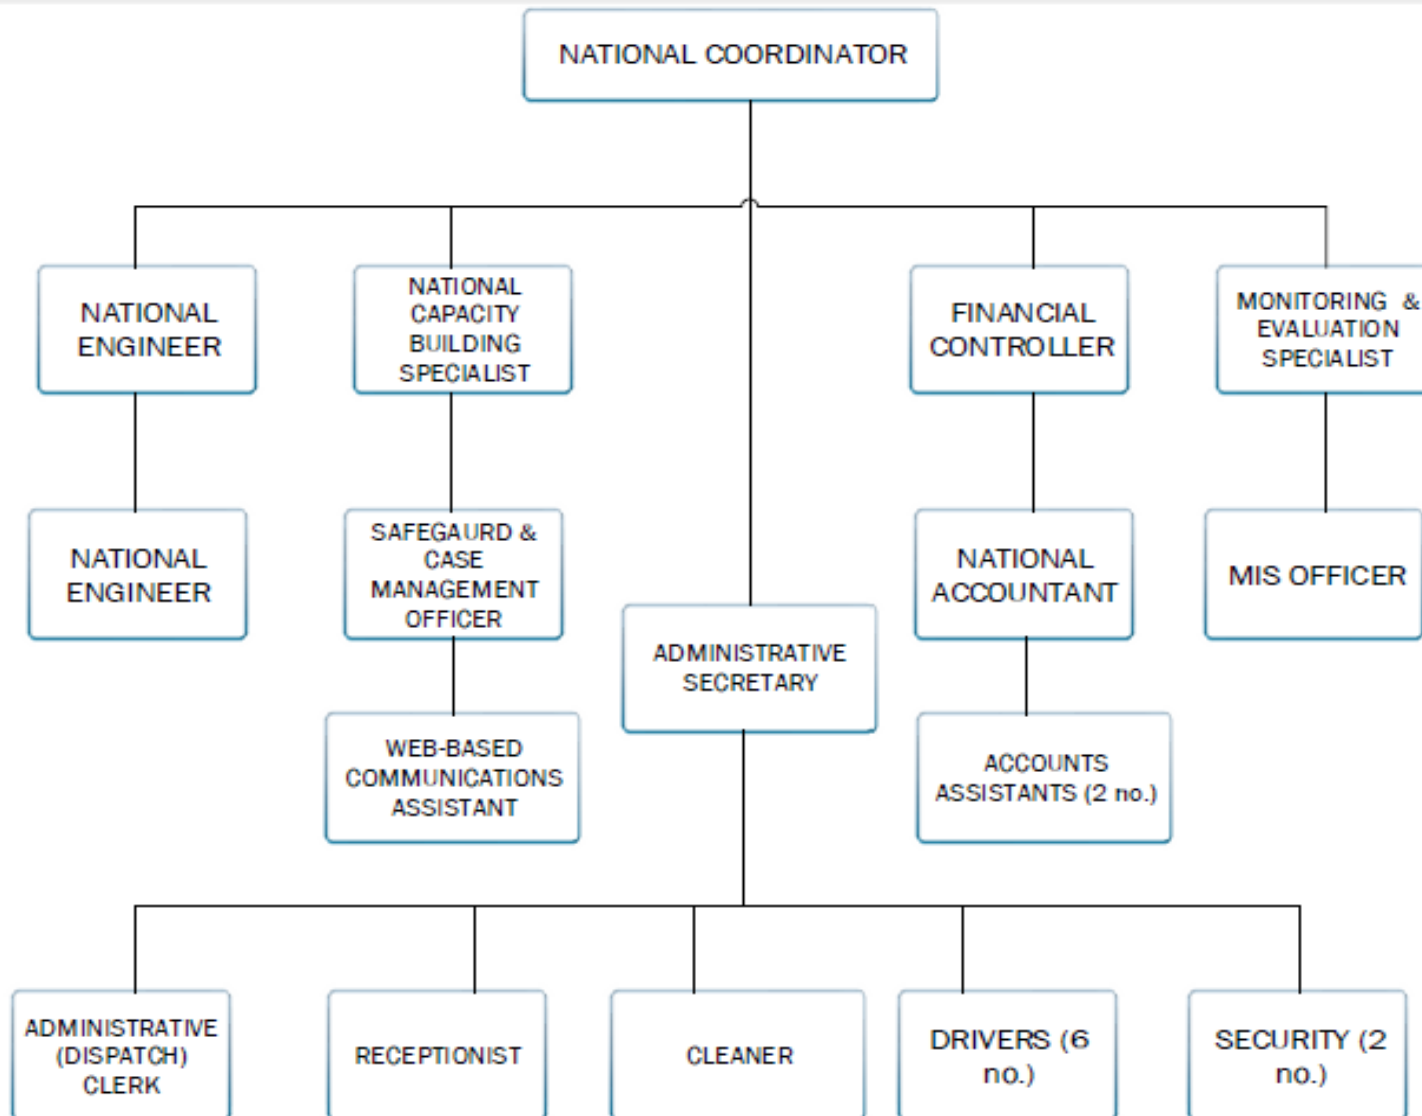 NATIONAL COORDINATOR
NATIONAL
ENGINEER
NATIONAL
CAPACITY
BUILDING
SPECIALIST
FINANCIAL
CONTROLLER
MONITORING &
EVALUATION
SPECIALIST
NATIONAL
ENGINEER
SAFEGAURD &
CASE
MANAGEMENT
OFFICER
ADMINISTRATIVE
SECRETARY
NATIONAL
ACCOUNTANT
MIS OFFICER
WEB-BASED
COMMUNICATIONS
ASSISTANT
ACCOUNTS
ASSISTANTS (2 no.)
ADMINISTRATIVE
(DISPATCH)
CLERK
RECEPTIONIST
CLEANER
DRIVERS (6
no.)
SECURITY (2
no.)